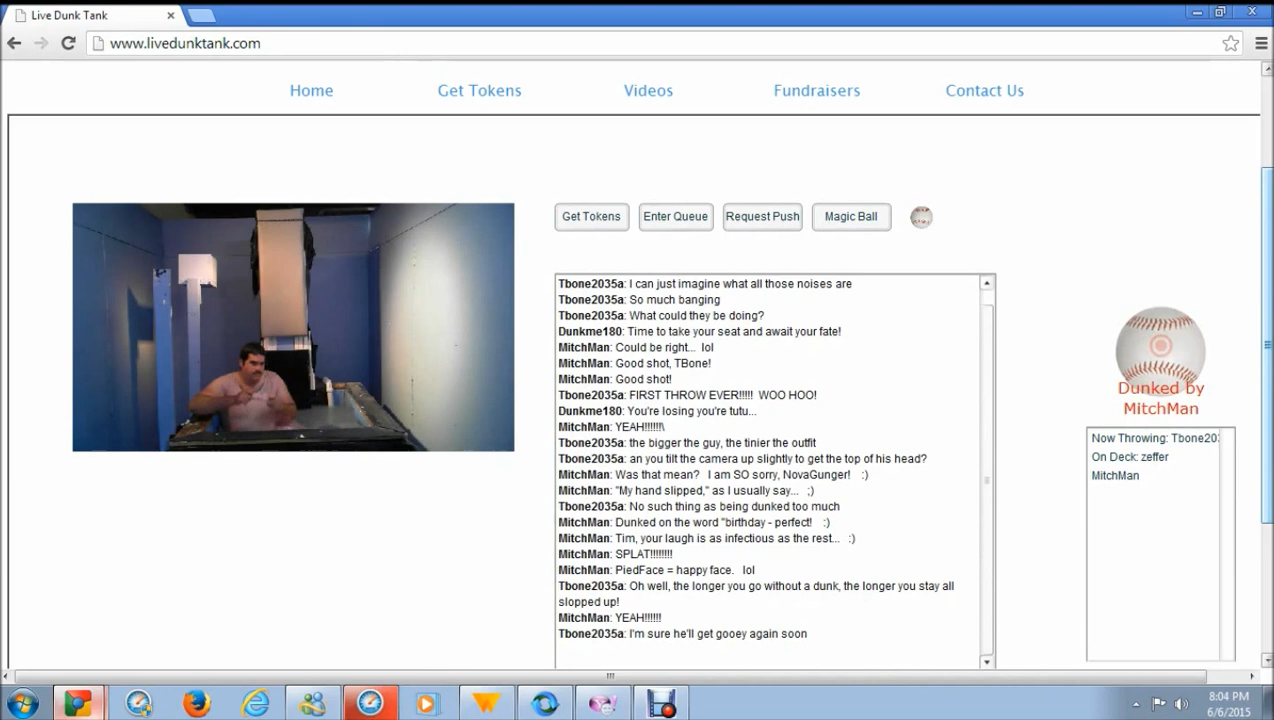 Live Dunk Tank
www.livedunktank.com
Home Get Tokens Videos Fundraisers Contact Us
Get Tokens Enter Queue Request Push Magic Ball
Tbone2035a: I can just imagine what all those noises are
Tbone2035a: So much banging
Tbone2035a: What could they be doing?
Dunkme180: Time to take your seat and await your fate!
MitchMan: Could be right... lol
MitchMan: Good shot, TBone!
MitchMan: Good shot!
Tbone2035a: FIRST THROW EVER!!!!! WOO HOO!
Dunkme180: You're losing you're tutu...
MitchMan: YEAH!!!!!!!\
Tbone2035a: the bigger the guy, the tinier the outfit
Tbone2035a: an you tilt the camera up slightly to get the top of his head?
MitchMan: Was that mean? I am SO sorry, NovaGunger! :)
MitchMan: "My hand slipped," as I usually say... ;)
Tbone2035a: No such thing as being dunked too much
MitchMan: Dunked on the word "birthday - perfect! :)
MitchMan: Tim, your laugh is as infectious as the rest... :)
MitchMan: SPLAT!!!!!!!!
MitchMan: PiedFace = happy face. lol
Tbone2035a: Oh well, the longer you go without a dunk, the longer you stay all
slopped up!
MitchMan: YEAH!!!!!!
Tbone2035a: I'm sure he'll get gooey again soon
Dunked by
MitchMan
Now Throwing: Tbone20
On Deck: zeffer
MitchMan
8:04 PM
6/6/2015